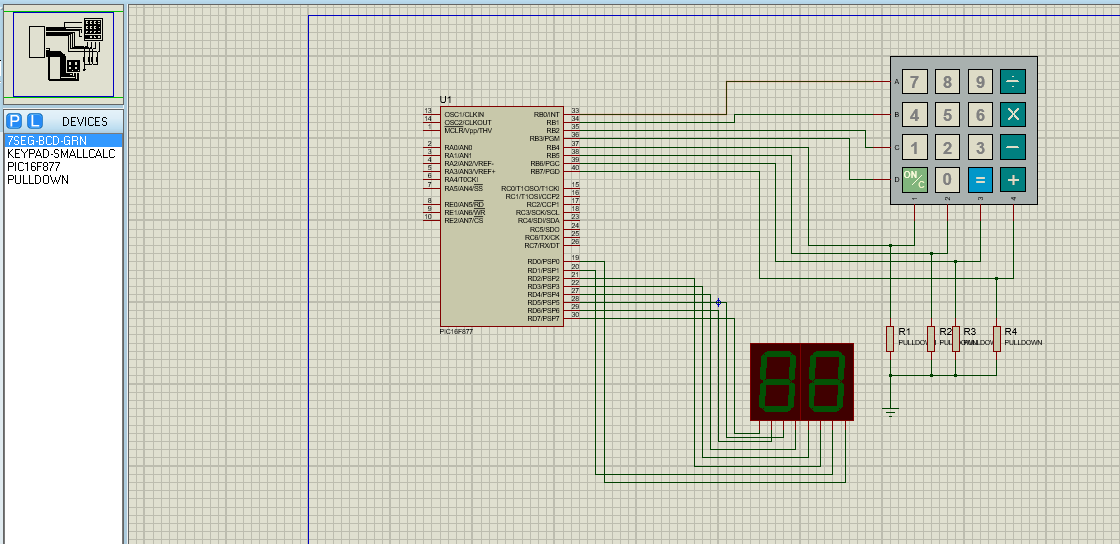 P L DEVICES
7SEG-BCD-GRN
KEYPAD-SMALLCALC
PIC16F877
PULLDOWN
U1
13 OSC1/CLKIN RB0/INT 33
14 OSC2/CLKOUT RB1 34
1 MCLR/Vpp/THV RB2 35
RB3/PGM 36
2 RA0/AN0 RB4 37
3 RA1/AN1 RB5 38
4 RA2/AN2/VREF- RB6/PGC 39
5 RA3/AN3/VREF+ RB7/PGD 40
6 RA4/T0CKI
7 RA5/AN4/SS RC0/T1OSO/T1CKI 15
RC1/T1OSI/CCP2 16
8 RE0/AN5/RD RC2/CCP1 17
9 RE1/AN6/WR RC3/SCK/SCL 18
10 RE2/AN7/CS RC4/SDI/SDA 23
RC5/SDO 24
RC6/TX/CK 25
RC7/RX/DT 26
RD0/PSP0 19
RD1/PSP1 20
RD2/PSP2 21
RD3/PSP3 22
RD4/PSP4 27
RD5/PSP5 28
RD6/PSP6 29
RD7/PSP7 30
PIC16F877
A 7 8 9 ÷
B 4 5 6 X
C 1 2 3 −
D ON/C 0 = +
1 2 3 4
R1 R2 R3 R4
PULLDOWN
88